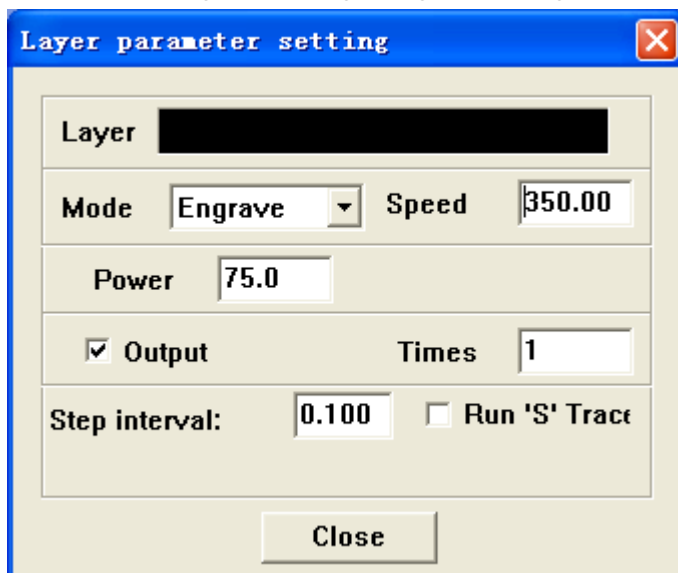 Layer parameter setting
Layer
Mode Engrave Speed 350.00
Power 75.0
Output Times 1
Step interval: 0.100 Run 'S' Trace
Close